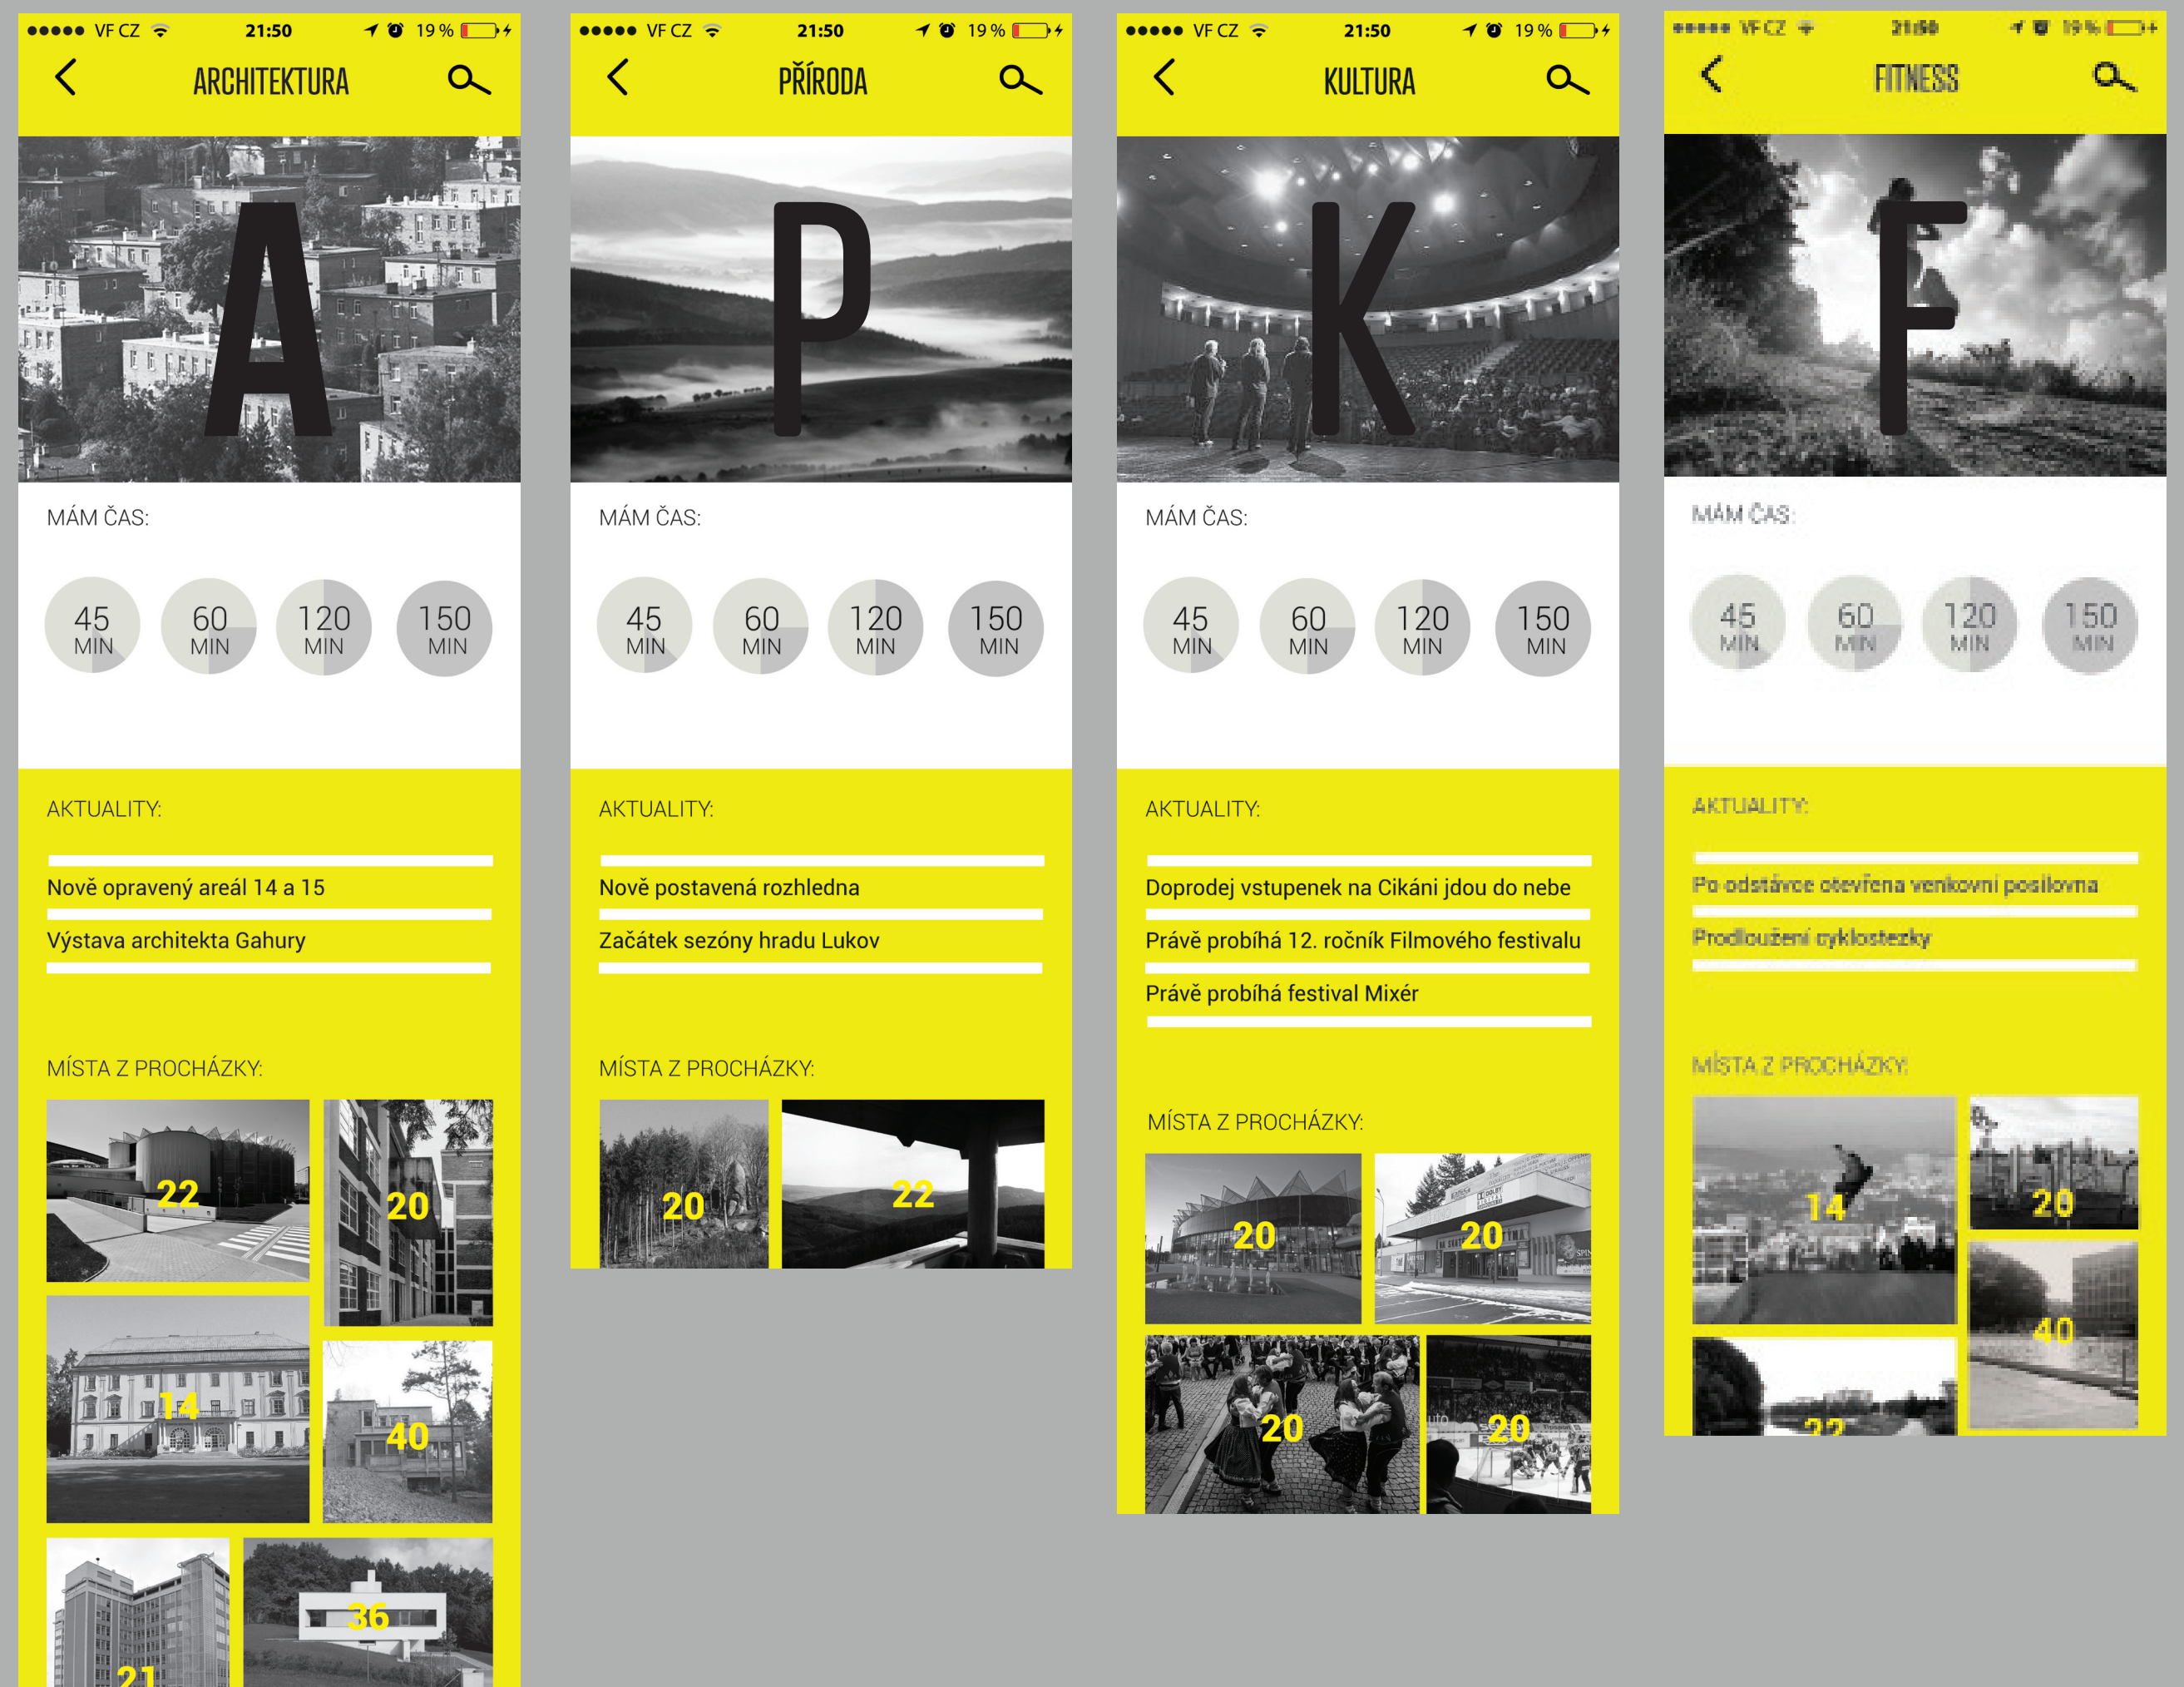 VF CZ 21:50 19 %
ARCHITEKTURA
A
MÁM ČAS:
45 MIN
60 MIN
120 MIN
150 MIN
AKTUALITY:
Nově opravený areál 14 a 15
Výstava architekta Gahury
MÍSTA Z PROCHÁZKY:
22
20
14
40
21
36
VF CZ 21:50 19 %
PŘÍRODA
P
MÁM ČAS:
45 MIN
60 MIN
120 MIN
150 MIN
AKTUALITY:
Nově postavená rozhledna
Začátek sezóny hradu Lukov
MÍSTA Z PROCHÁZKY:
20
22
VF CZ 21:50 19 %
KULTURA
K
MÁM ČAS:
45 MIN
60 MIN
120 MIN
150 MIN
AKTUALITY:
Doprodej vstupenek na Cikáni jdou do nebe
Právě probíhá 12. ročník Filmového festivalu
Právě probíhá festival Mixér
MÍSTA Z PROCHÁZKY:
20
20
20
20
VF CZ 21:50 19%
FITNESS
F
MÁM ČAS:
45 MIN
60 MIN
120 MIN
150 MIN
AKTUALITY:
Po odstávce otevřena venkovní posilovna
Prodloužení cyklostezky
MÍSTA Z PROCHÁZKY:
14
20
40
22